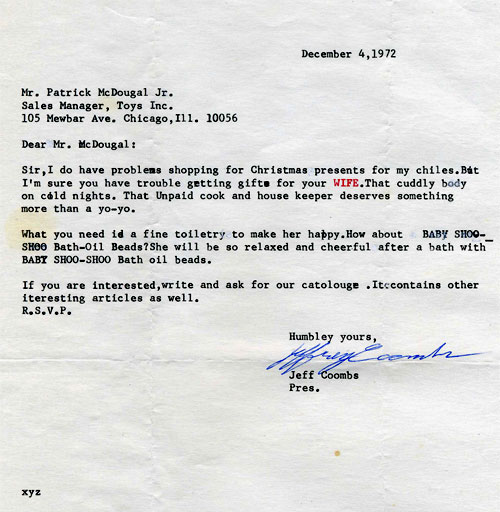 December 4,1972
Mr. Patrick McDougal Jr.
Sales Manager, Toys Inc.
105 Mewbar Ave. Chicago,Ill. 10056
Dear Mr. McDougal:
Sir,I do have problems shopping for Christmas presents for my chiles.But
I'm sure you have trouble getting gifts for your WIFE.That cuddly body
on cold nights. That Unpaid cook and house keeper deserves something
more than a yo-yo.
What you need is a fine toiletry to make her happy.How about BABY SHOO-
SHOO Bath-Oil Beads?She will be so relaxed and cheerful after a bath with
BABY SHOO-SHOO Bath oil beads.
If you are interested,write and ask for our catolouge .Itccontains other
iteresting articles as well.
R.S.V.P.
Humbley yours,
Jeffrey Coombs
Jeff Coombs
Pres.
xyz